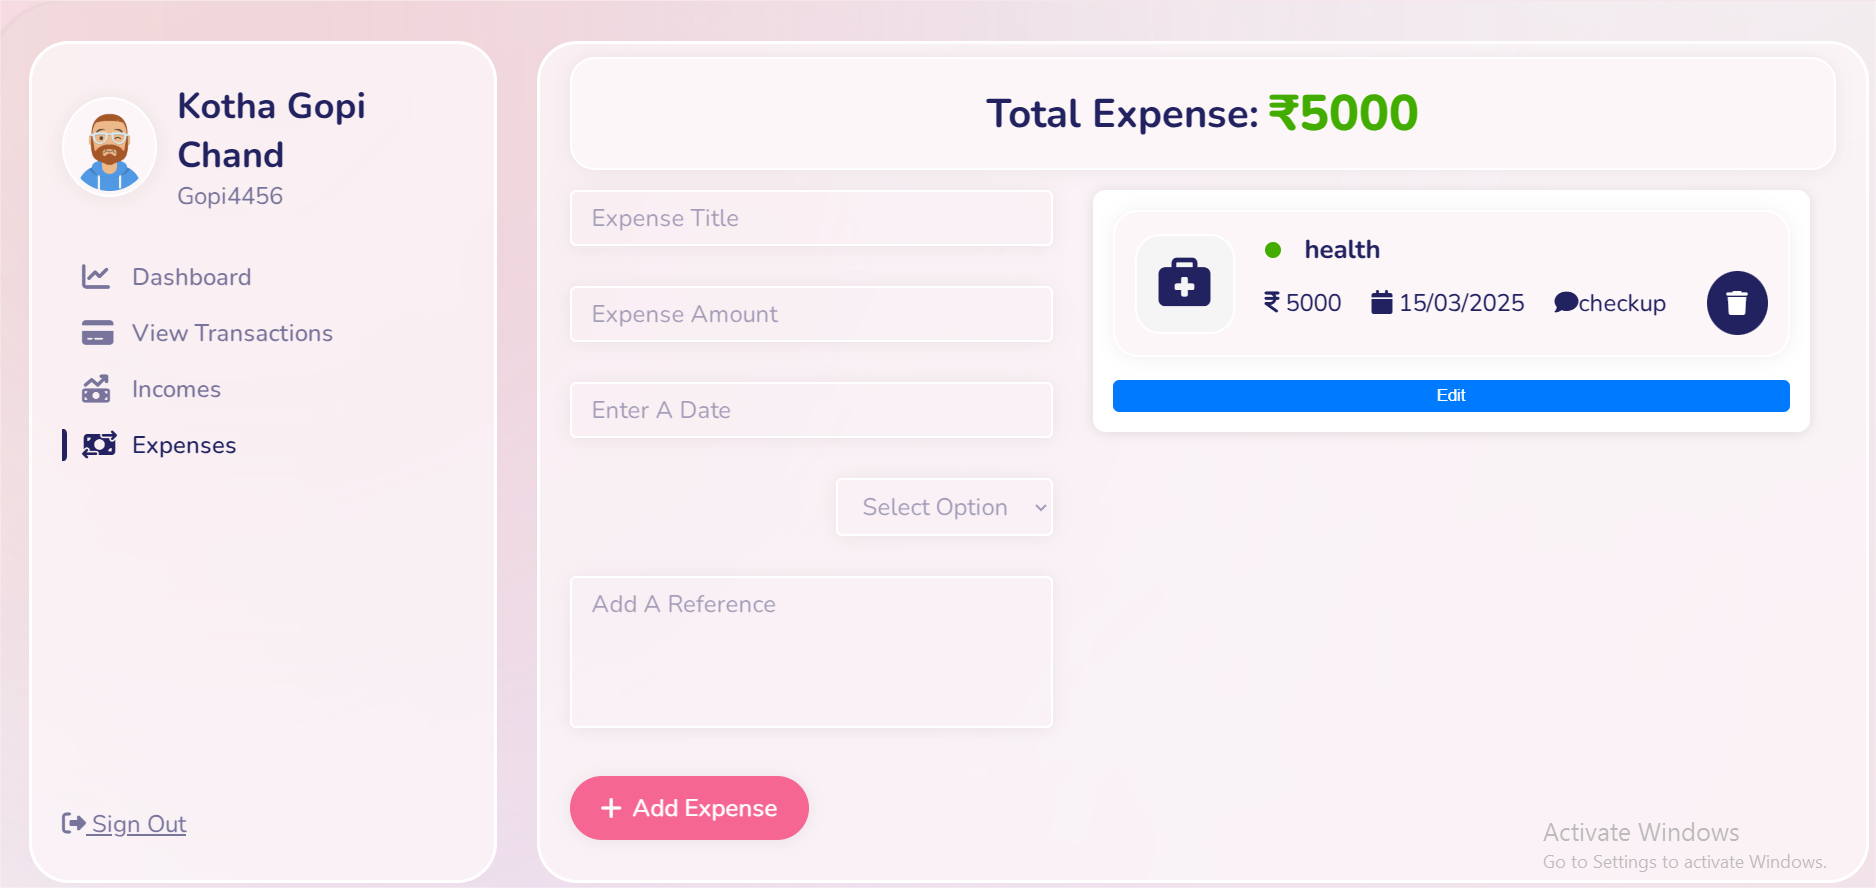 Kotha Gopi
Chand
Gopi4456
Dashboard
View Transactions
Incomes
Expenses
Sign Out
Total Expense: ₹5000
Expense Title
Expense Amount
Enter A Date
Select Option
Add A Reference
Add Expense
health
₹ 5000 15/03/2025 checkup
Edit
Activate Windows
Go to Settings to activate Windows.